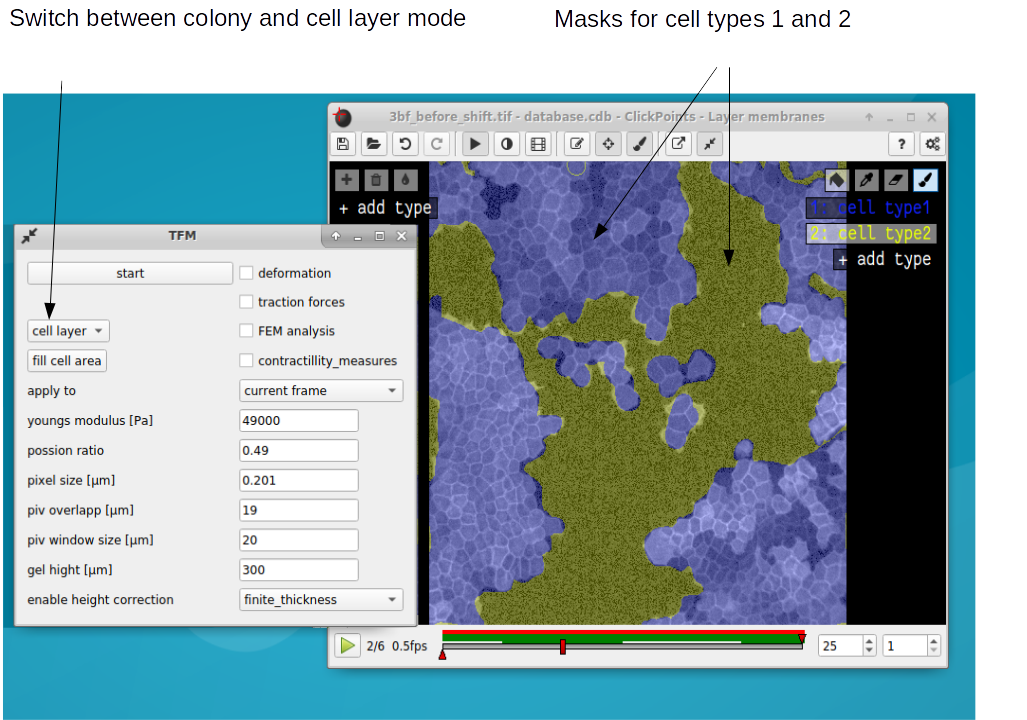 Switch between colony and cell layer mode
Masks for cell types 1 and 2
3bf_before_shift.tif - database.cdb - ClickPoints - Layer membranes
?
+ add type
1: cell type1
2: cell type2
+ add type
TFM
start
deformation
traction forces
cell layer
FEM analysis
fill cell area
contractillity_measures
apply to
current frame
youngs modulus [Pa]
49000
possion ratio
0.49
pixel size [µm]
0.201
piv overlapp [µm]
19
piv window size [µm]
20
gel hight [µm]
300
enable height correction
finite_thickness
2/6 0.5fps
25
1